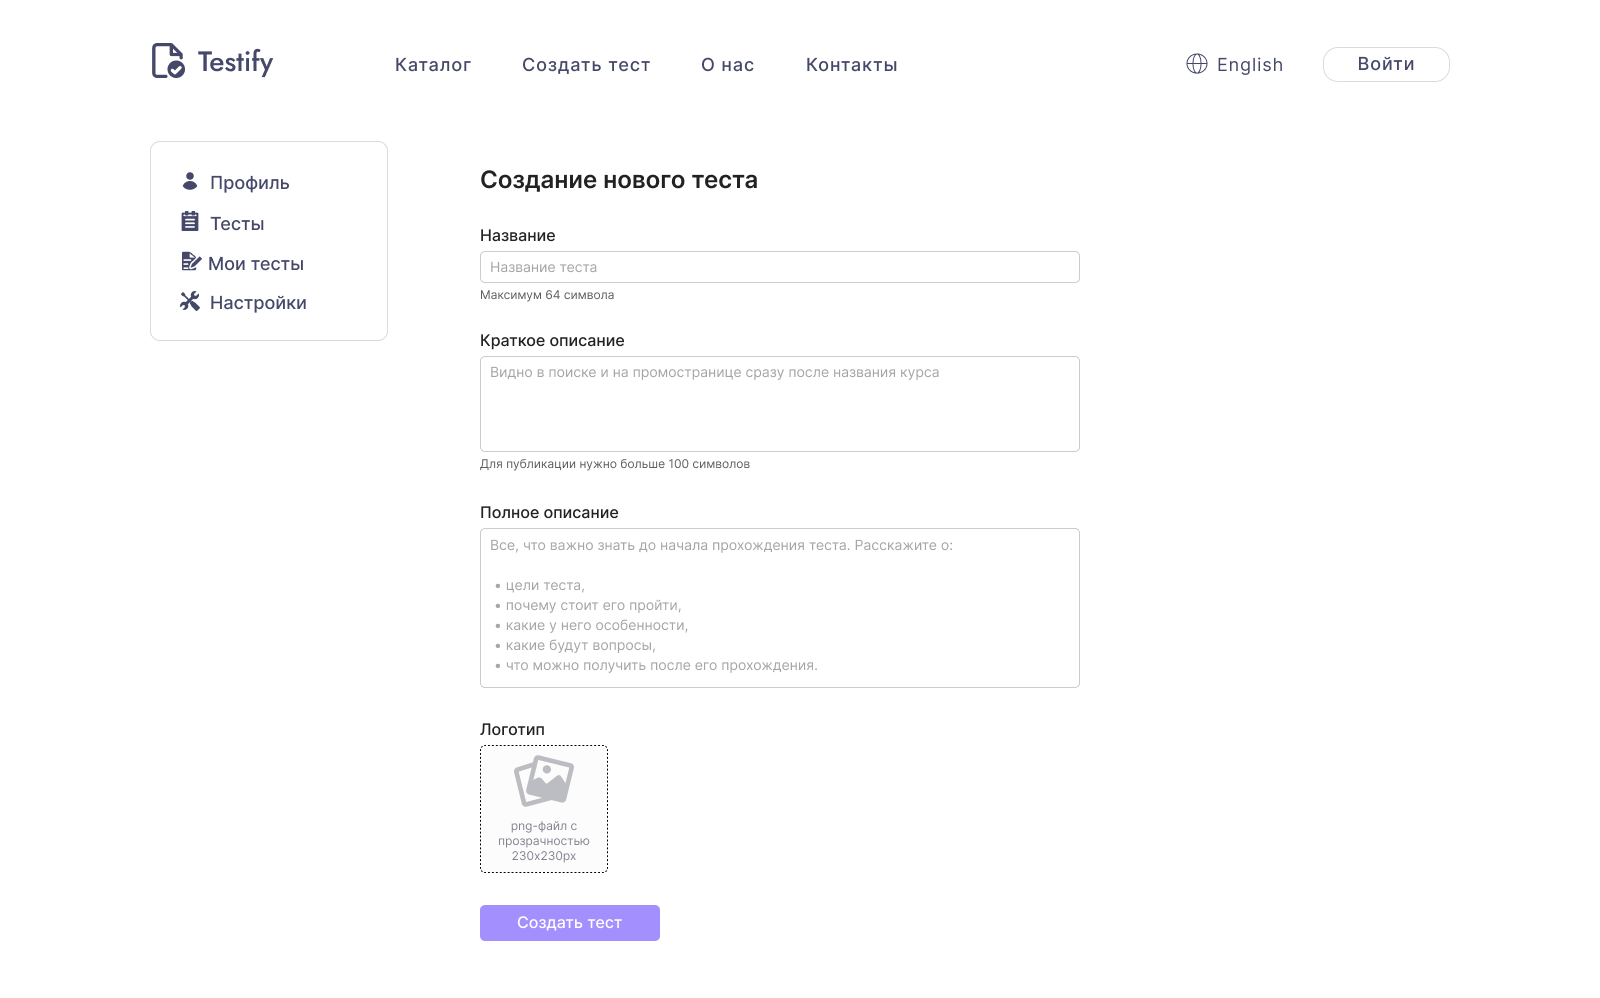 Testify
Каталог
Создать тест
О нас
Контакты
English
Войти
Профиль
Тесты
Мои тесты
Настройки
Создание нового теста
Название
Название теста
Максимум 64 символа
Краткое описание
Видно в поиске и на промостранице сразу после названия курса
Для публикации нужно больше 100 символов
Полное описание
Все, что важно знать до начала прохождения теста. Расскажите о:
• цели теста,
• почему стоит его пройти,
• какие у него особенности,
• какие будут вопросы,
• что можно получить после его прохождения.
Логотип
png-файл с
прозрачностью
230x230px
Создать тест